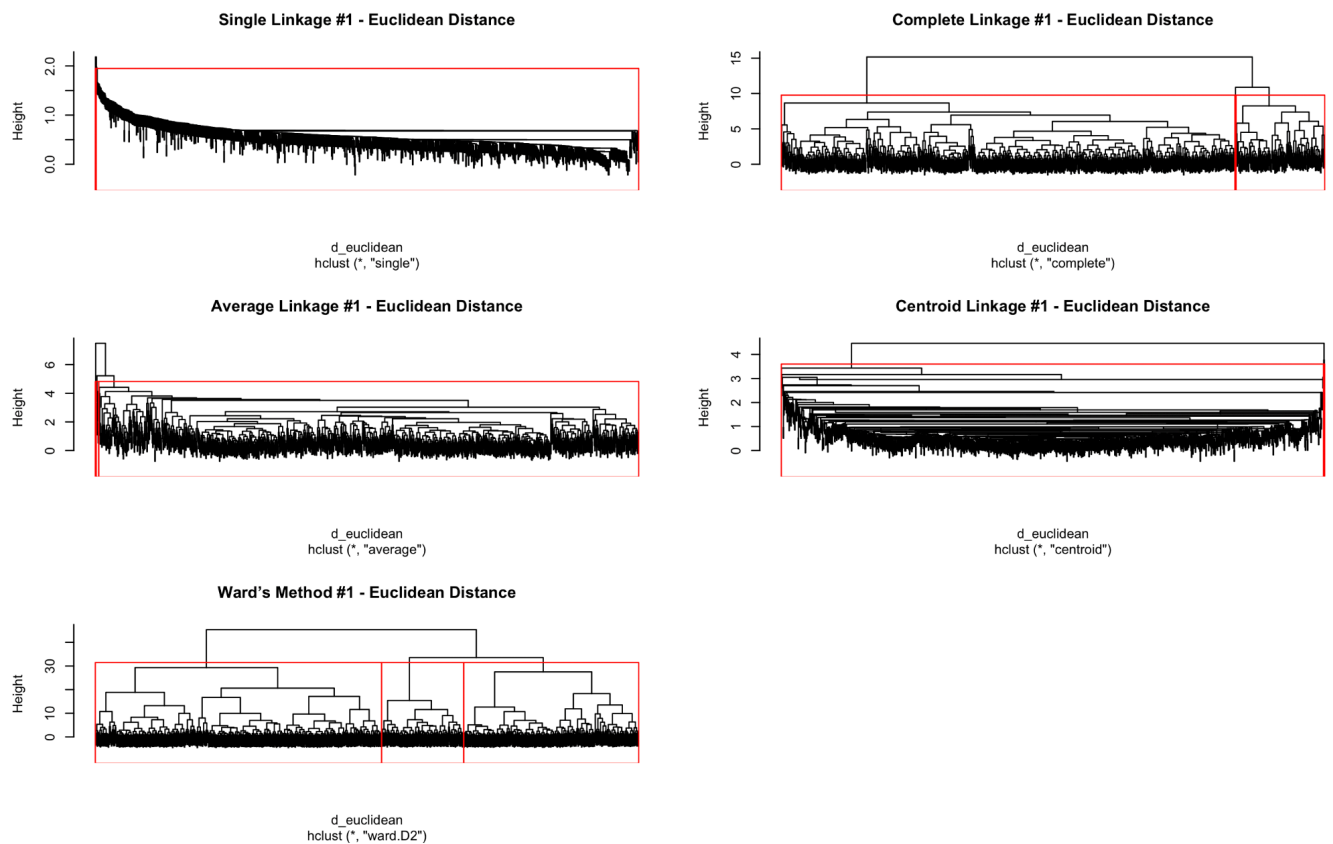 Single Linkage #1 - Euclidean Distance
Height
0.0
1.0
2.0
d_euclidean
hclust (*, "single")
Complete Linkage #1 - Euclidean Distance
Height
0
5
10
15
d_euclidean
hclust (*, "complete")
Average Linkage #1 - Euclidean Distance
Height
0
2
4
6
d_euclidean
hclust (*, "average")
Centroid Linkage #1 - Euclidean Distance
Height
0
1
2
3
4
d_euclidean
hclust (*, "centroid")
Ward’s Method #1 - Euclidean Distance
Height
0
10
30
d_euclidean
hclust (*, "ward.D2")